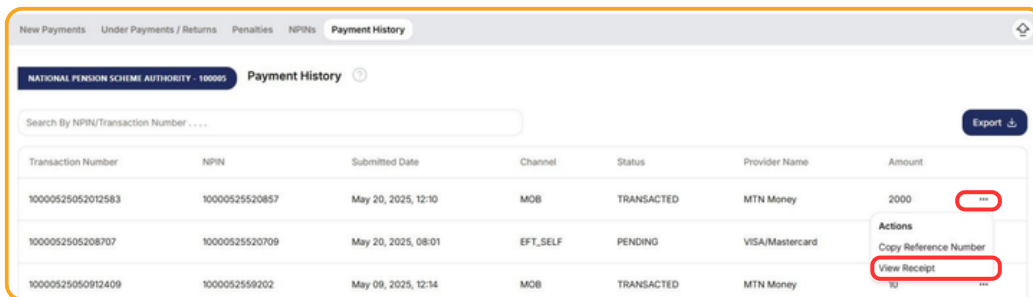 New Payments Under Payments / Returns Penalties NPINs Payment History
NATIONAL PENSION SCHEME AUTHORITY - 100005 Payment History ?
Search By NPIN/Transaction Number . . . .
Export
Transaction Number NPIN Submitted Date Channel Status Provider Name Amount
10000525052012583 10000525520857 May 20, 2025, 12:10 MOB TRANSACTED MTN Money 2000 ...
Actions
1000052505208707 10000525520709 May 20, 2025, 08:01 EFT_SELF PENDING VISA/Mastercard
Copy Reference Number
View Receipt
10000525050912409 1000052559202 May 09, 2025, 12:14 MOB TRANSACTED MTN Money 10 ...